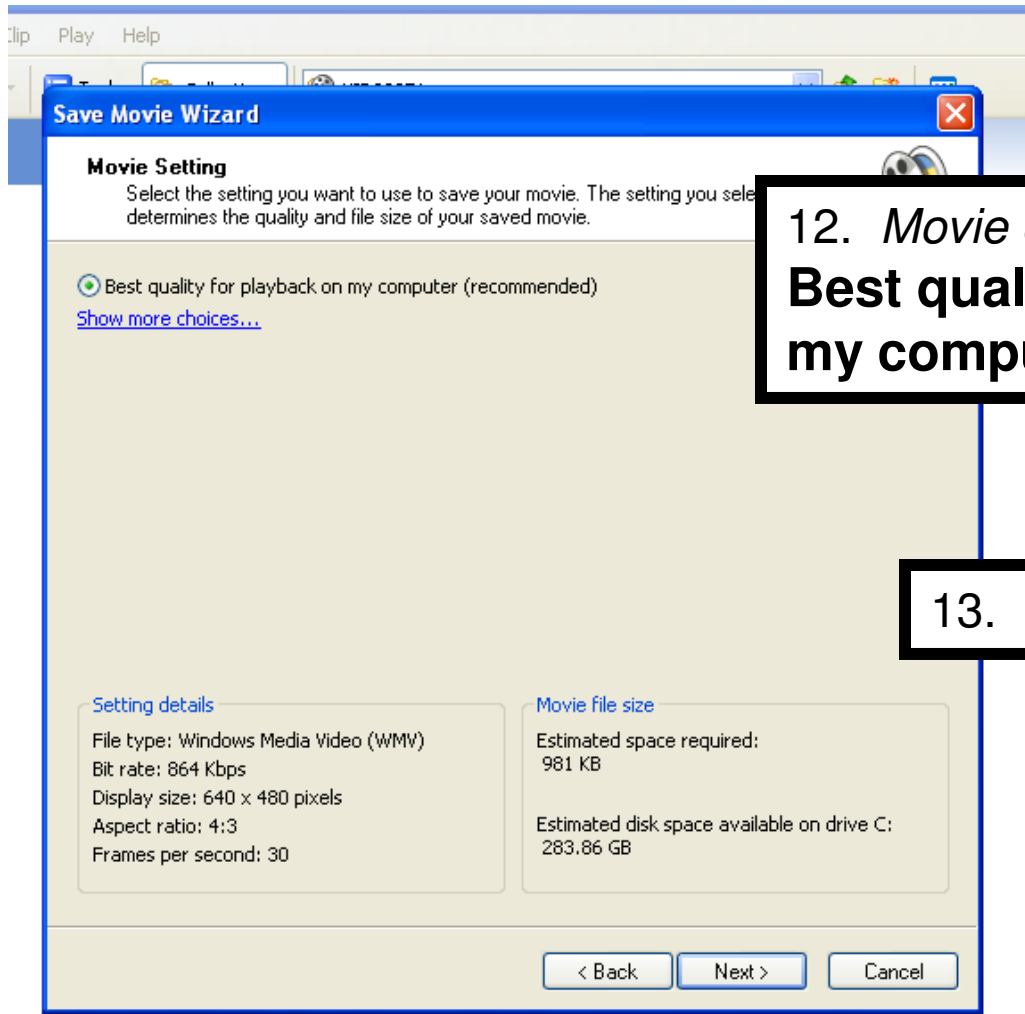 Clip Play Help
Save Movie Wizard
Movie Setting
Select the setting you want to use to save your movie. The setting you sele
determines the quality and file size of your saved movie.
12. Movie
Best qual
my compu
Best quality for playback on my computer (recommended)
Show more choices...
13.
Setting details
File type: Windows Media Video (WMV)
Bit rate: 864 Kbps
Display size: 640 x 480 pixels
Aspect ratio: 4:3
Frames per second: 30
Movie file size
Estimated space required:
981 KB
Estimated disk space available on drive C:
283.86 GB
< Back Next > Cancel